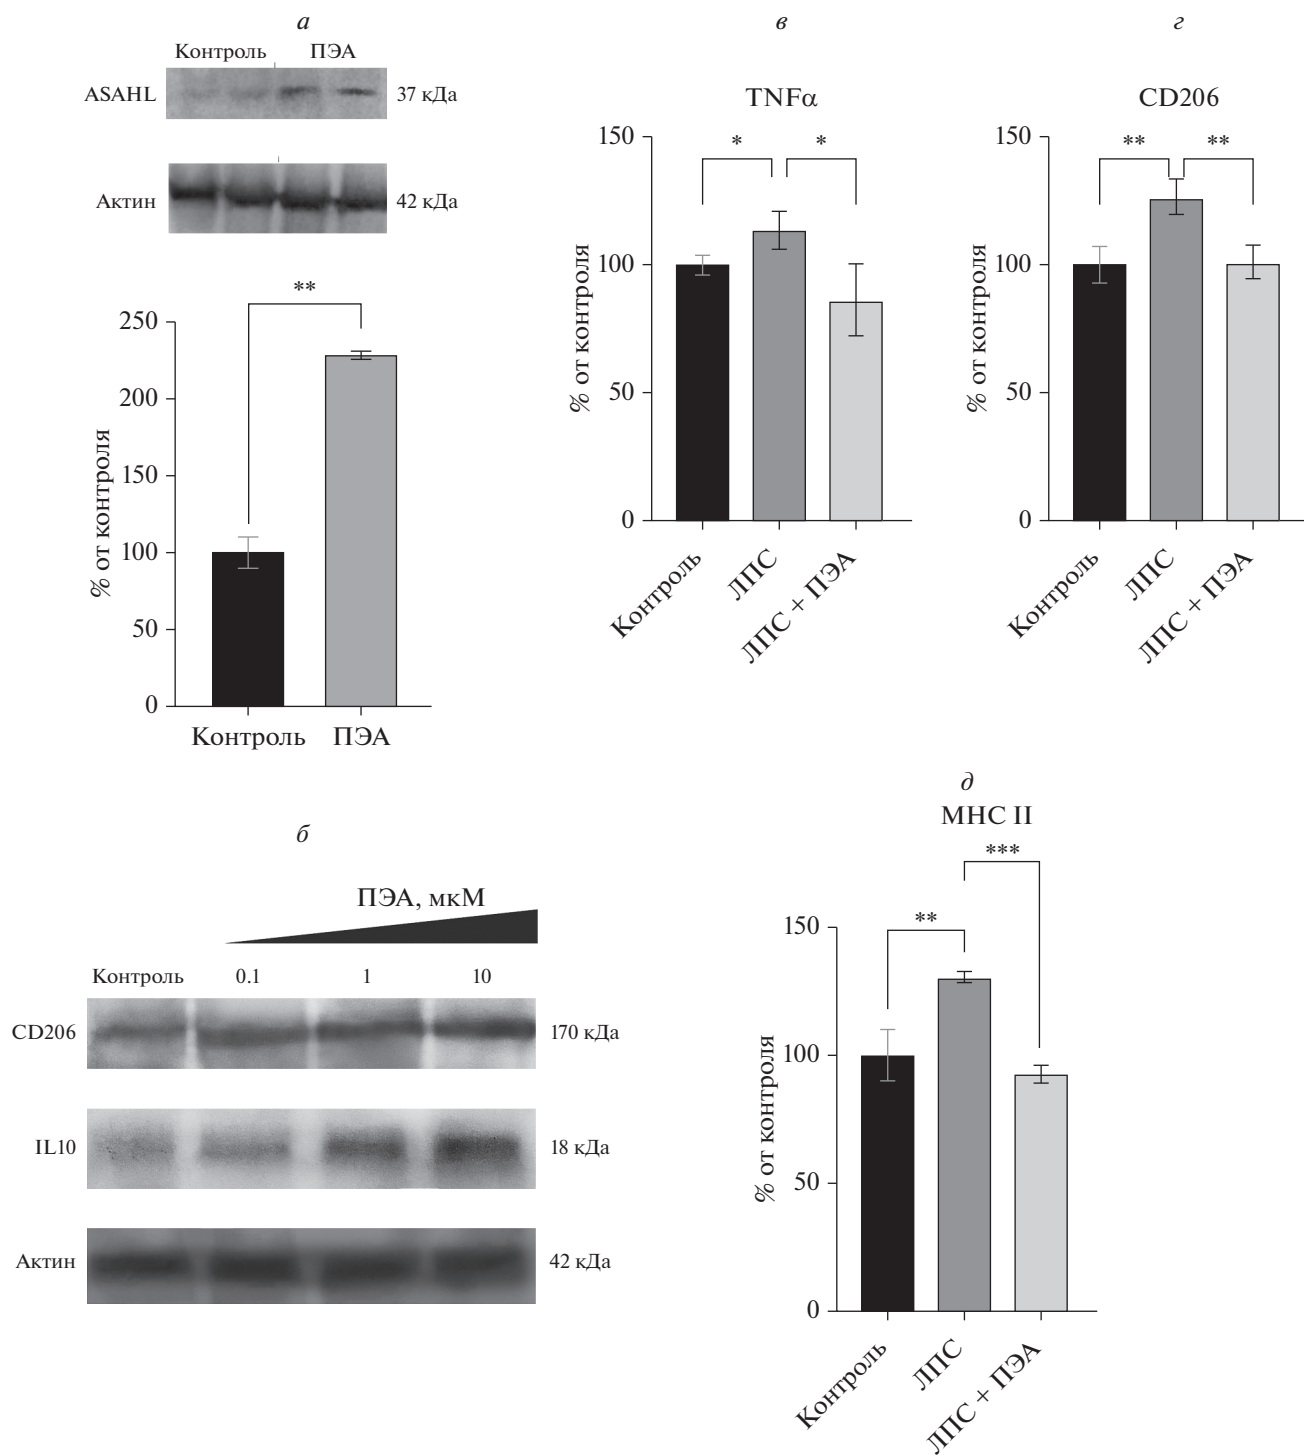 а
Контроль ПЭА
ASAHL 37 кДа
Актин 42 кДа
**
250
200
150
100
50
0
% от контроля
Контроль ПЭА
б
ПЭА, мкМ
Контроль 0.1 1 10
CD206 170 кДа
IL10 18 кДа
Актин 42 кДа
в
TNFα
* *
150
100
50
0
% от контроля
Контроль
ЛПС
ЛПС + ПЭА
г
CD206
** **
150
100
50
0
% от контроля
Контроль
ЛПС
ЛПС + ПЭА
д
MHC II
***
**
150
100
50
0
% от контроля
Контроль
ЛПС
ЛПС + ПЭА